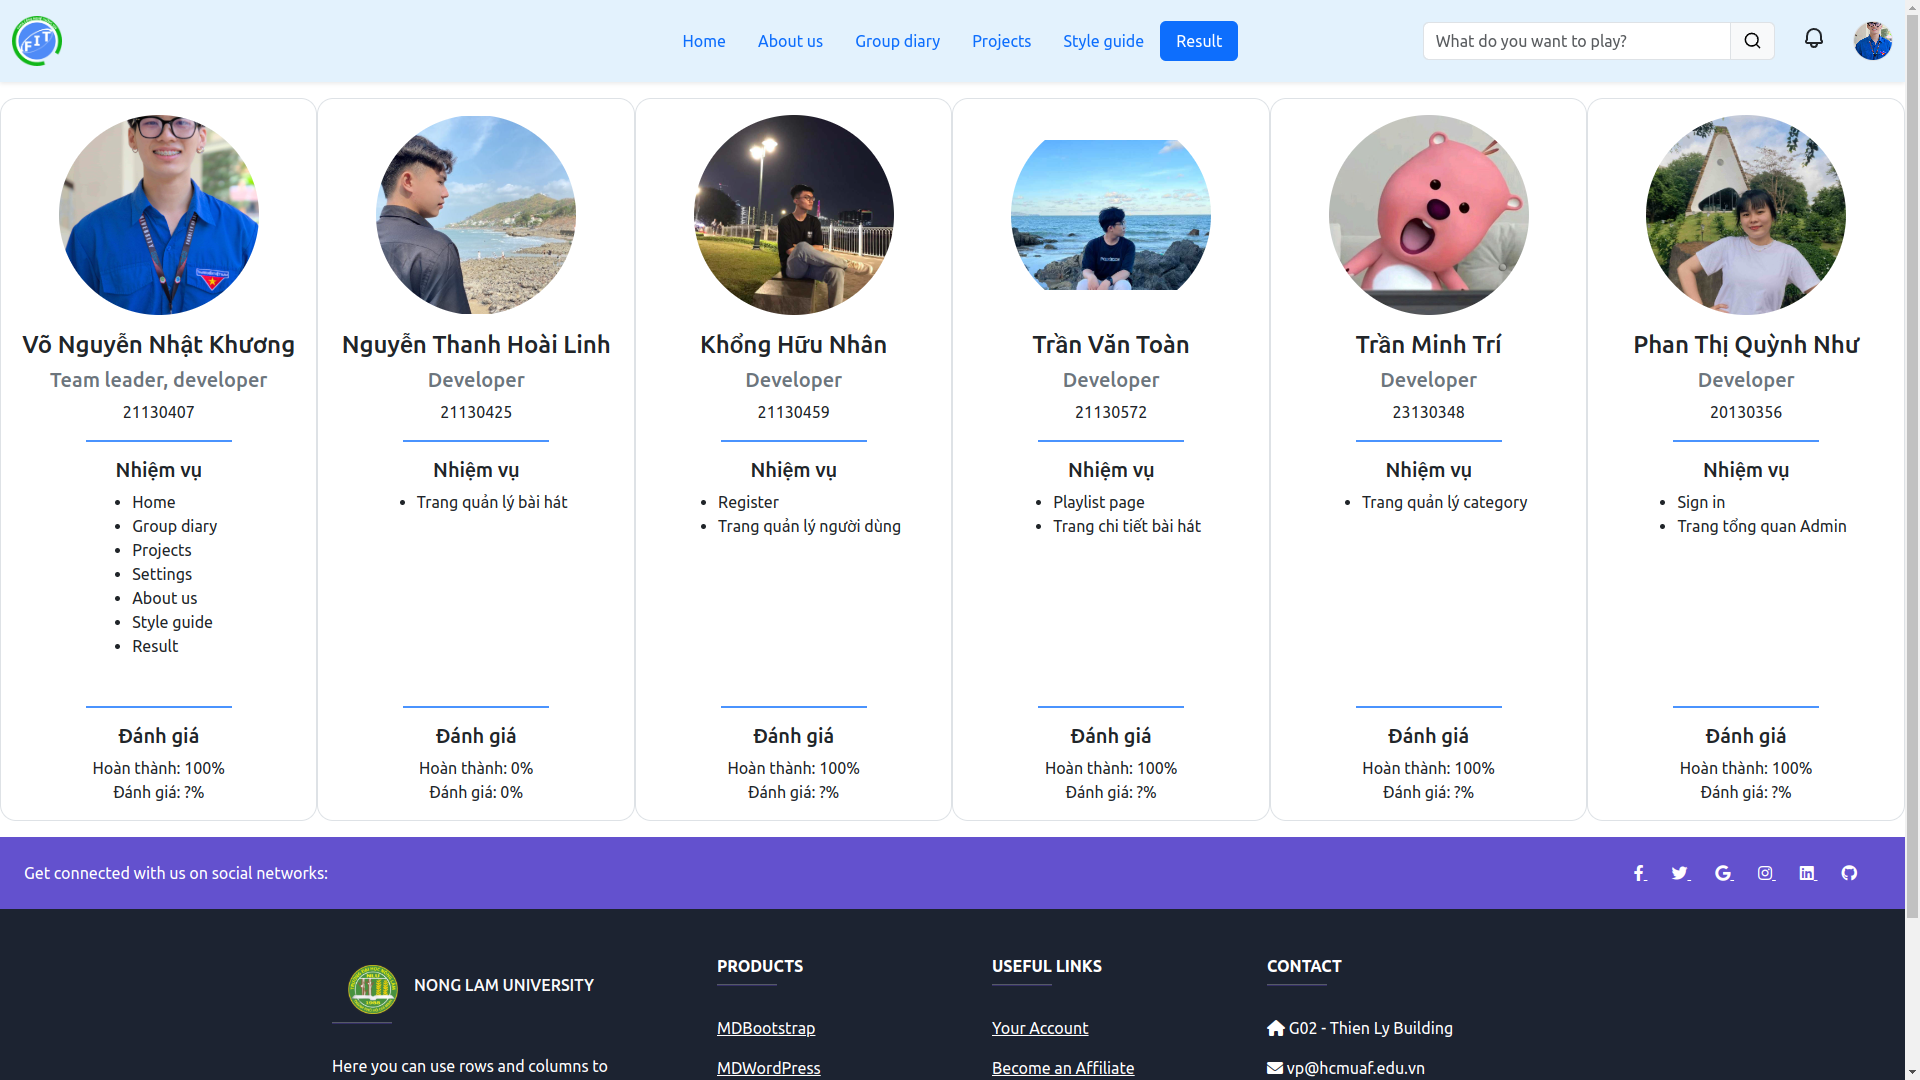 FIT
Home
About us
Group diary
Projects
Style guide
Result
What do you want to play?
Võ Nguyễn Nhật Khương
Team leader, developer
21130407
Nhiệm vụ
Home
Group diary
Projects
Settings
About us
Style guide
Result
Đánh giá
Hoàn thành: 100%
Đánh giá: ?%
Nguyễn Thanh Hoài Linh
Developer
21130425
Nhiệm vụ
Trang quản lý bài hát
Đánh giá
Hoàn thành: 0%
Đánh giá: 0%
Khổng Hữu Nhân
Developer
21130459
Nhiệm vụ
Register
Trang quản lý người dùng
Đánh giá
Hoàn thành: 100%
Đánh giá: ?%
Trần Văn Toàn
Developer
21130572
Nhiệm vụ
Playlist page
Trang chi tiết bài hát
Đánh giá
Hoàn thành: 100%
Đánh giá: ?%
Trần Minh Trí
Developer
23130348
Nhiệm vụ
Trang quản lý category
Đánh giá
Hoàn thành: 100%
Đánh giá: ?%
Phan Thị Quỳnh Như
Developer
20130356
Nhiệm vụ
Sign in
Trang tổng quan Admin
Đánh giá
Hoàn thành: 100%
Đánh giá: ?%
Get connected with us on social networks:
NONG LAM UNIVERSITY
Here you can use rows and columns to
PRODUCTS
MDBootstrap
MDWordPress
USEFUL LINKS
Your Account
Become an Affiliate
CONTACT
G02 - Thien Ly Building
vp@hcmuaf.edu.vn